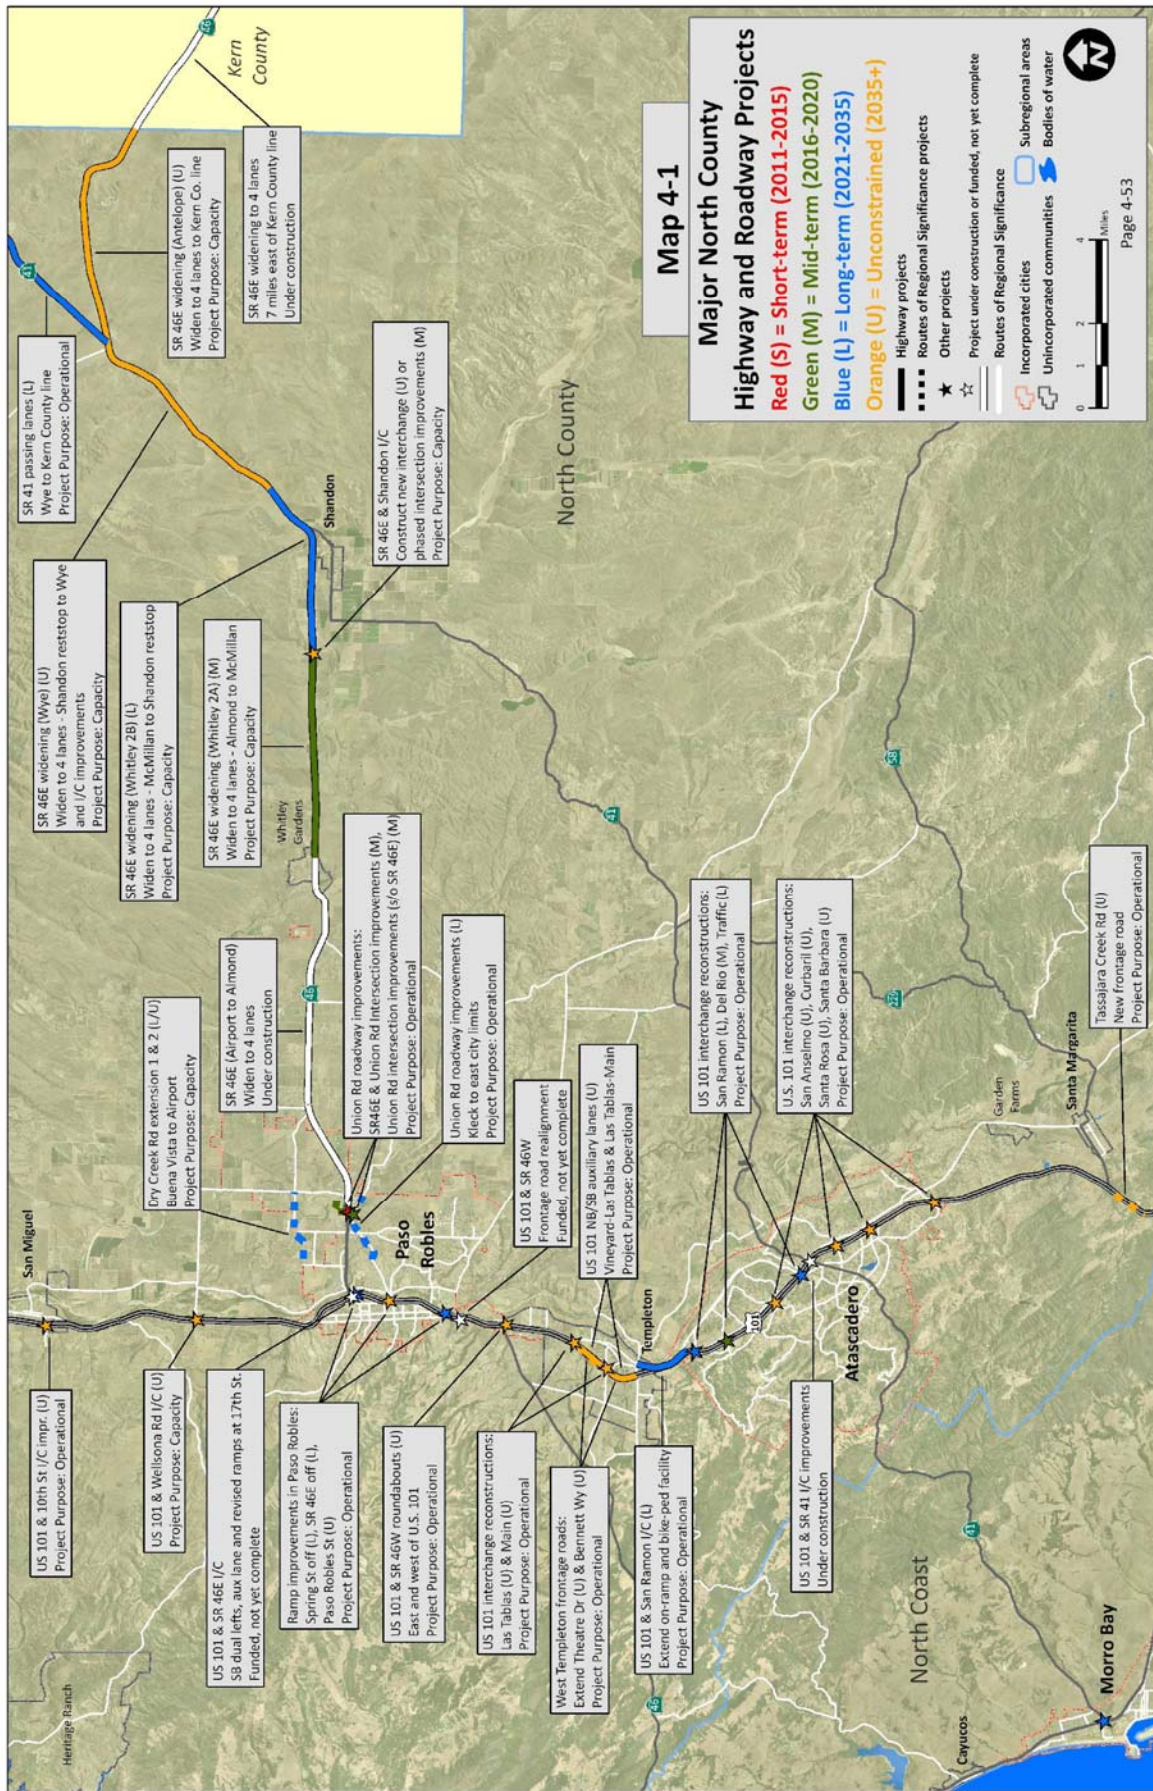 Map 4-1
Major North County
Highway and Roadway Projects
Red (S) = Short-term (2011-2015)
Green (M) = Mid-term (2016-2020)
Blue (L) = Long-term (2021-2035)
Orange (U) = Unconstrained (2035+)
Highway projects
Routes of Regional Significance projects
Other projects
Project under construction or funded, not yet complete
Routes of Regional Significance
Incorporated cities
Unincorporated communities
Subregional areas
Bodies of water
0 1 2 4
Miles
N
Page 4-53
Heritage Ranch
San Miguel
US 101 & 10th St I/C impr. (U)
Project Purpose: Operational
US 101 & Wellsona Rd I/C (U)
Project Purpose: Capacity
US 101 & SR 46E I/C
SB dual lefts, aux lane and revised ramps at 17th St.
Funded, not yet complete
Ramp improvements in Paso Robles:
Spring St off (L), SR 46E off (L),
Paso Robles St (U)
Project Purpose: Operational
US 101 & SR 46W roundabouts (U)
East and west of U.S. 101
Project Purpose: Operational
US 101 interchange reconstructions:
Las Tablas (U) & Main (U)
Project Purpose: Operational
West Templeton frontage roads:
Extend Theatre Dr (U) & Bennett Wy (U)
Project Purpose: Operational
US 101 & San Ramon I/C (L)
Extend on-ramp and bike-ped facility
Project Purpose: Operational
US 101 & SR 41 I/C improvements
Under construction
Dry Creek Rd extension 1 & 2 (L/U)
Buena Vista to Airport
Project Purpose: Capacity
SR 46E (Airport to Almond)
Widen to 4 lanes
Under construction
Union Rd roadway improvements:
SR46E & Union Rd Intersection improvements (M),
Union Rd intersection improvements (s/o SR 46E) (M)
Project Purpose: Operational
Union Rd roadway improvements (L)
Kleck to east city limits
Project Purpose: Operational
US 101 & SR 46W
Frontage road realignment
Funded, not yet complete
US 101 NB/SB auxiliary lanes (U)
Vineyard-Las Tablas & Las Tablas-Main
Project Purpose: Operational
US 101 interchange reconstructions:
San Ramon (L), Del Rio (M), Traffic (L)
Project Purpose: Operational
U.S. 101 interchange reconstructions:
San Anselmo (U), Curbaril (U),
Santa Rosa (U), Santa Barbara (U)
Project Purpose: Operational
Tassajara Creek Rd (U)
New frontage road
Project Purpose: Operational
SR 46E widening (Wye) (U)
Widen to 4 lanes - Shandon reststop to Wye
and I/C improvements
Project Purpose: Capacity
SR 46E widening (Whitley 2B) (L)
Widen to 4 lanes - McMillan to Shandon reststop
Project Purpose: Capacity
SR 46E widening (Whitley 2A) (M)
Widen to 4 lanes - Almond to McMillan
Project Purpose: Capacity
SR 41 passing lanes (L)
Wye to Kern County line
Project Purpose: Operational
SR 46E widening (Antelope) (U)
Widen to 4 lanes to Kern Co. line
Project Purpose: Capacity
SR 46E widening to 4 lanes
7 miles east of Kern County line
Under construction
SR 46E & Shandon I/C
Construct new interchange (U) or
phased intersection improvements (M)
Project Purpose: Capacity
Kern
County
Shandon
Whitley
Gardens
Paso
Robles
Templeton
Atascadero
Garden
Farms
Santa Margarita
North County
North Coast
Cayucos
Morro Bay
46
41
46
41
58
229
101
46
41